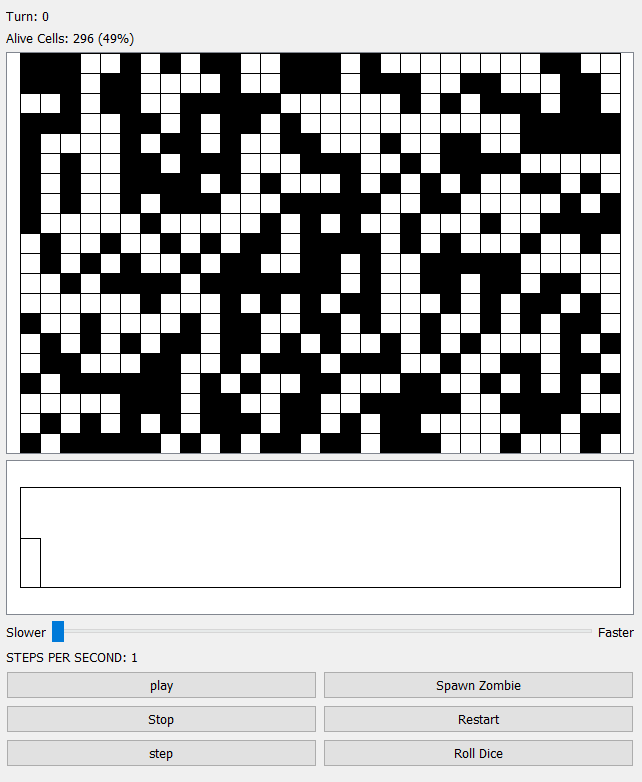 Turn: 0
Alive Cells: 296 (49%)
Slower Faster
STEPS PER SECOND: 1
play Spawn Zombie
Stop Restart
step Roll Dice